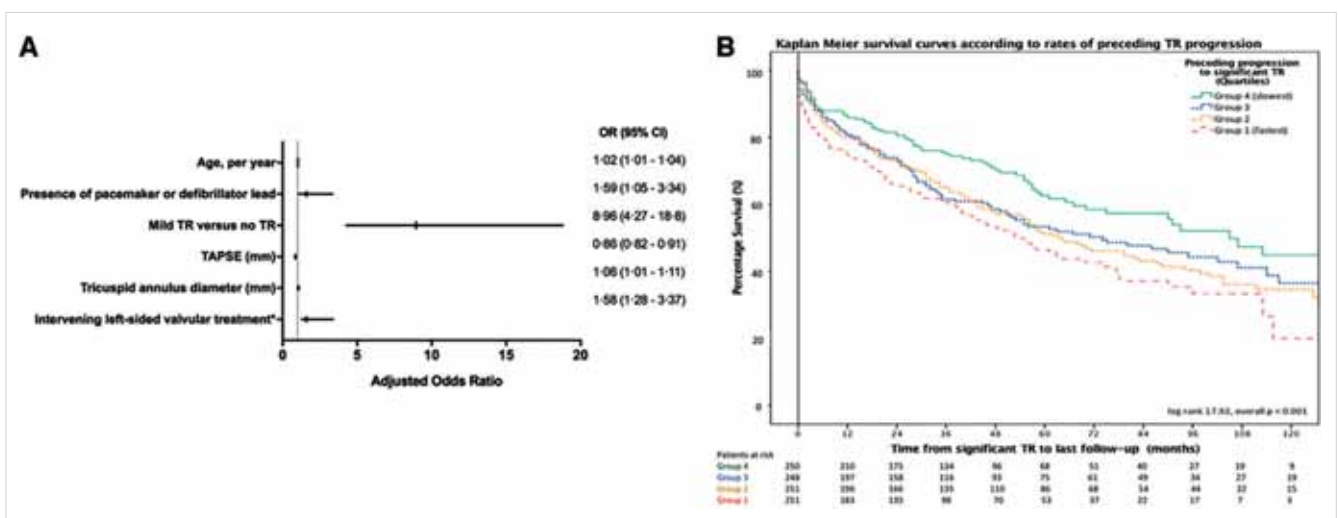 A
OR (95% CI)
Age, per year 1·02 (1·01 - 1·04)
Presence of pacemaker or defibrillator lead 1·59 (1·05 - 3·34)
Mild TR versus no TR 8·96 (4·27 - 18·8)
TAPSE (mm) 0·86 (0·82 - 0·91)
Tricuspid annulus diameter (mm) 1·06 (1·01 - 1·11)
Intervening left-sided valvular treatment* 1·58 (1·28 - 3·37)
0 5 10 15 20
Adjusted Odds Ratio
B
Kaplan Meier survival curves according to rates of preceding TR progression
Preceding progression
to significant TR
(Quartiles)
Group 4 (slowest)
Group 3
Group 2
Group 1 (fastest)
Percentage Survival (%)
100
80
60
40
20
0
log rank 17.92, overall p < 0.001
0 12 24 36 48 60 72 84 96 108 120
Time from significant TR to last follow-up (months)
Patients at risk
Group 4 250 210 175 134 96 68 51 40 27 19 9
Group 3 248 197 158 116 93 75 61 49 34 27 19
Group 2 251 196 166 135 110 86 68 54 44 32 15
Group 1 251 183 135 98 70 53 37 22 17 7 3